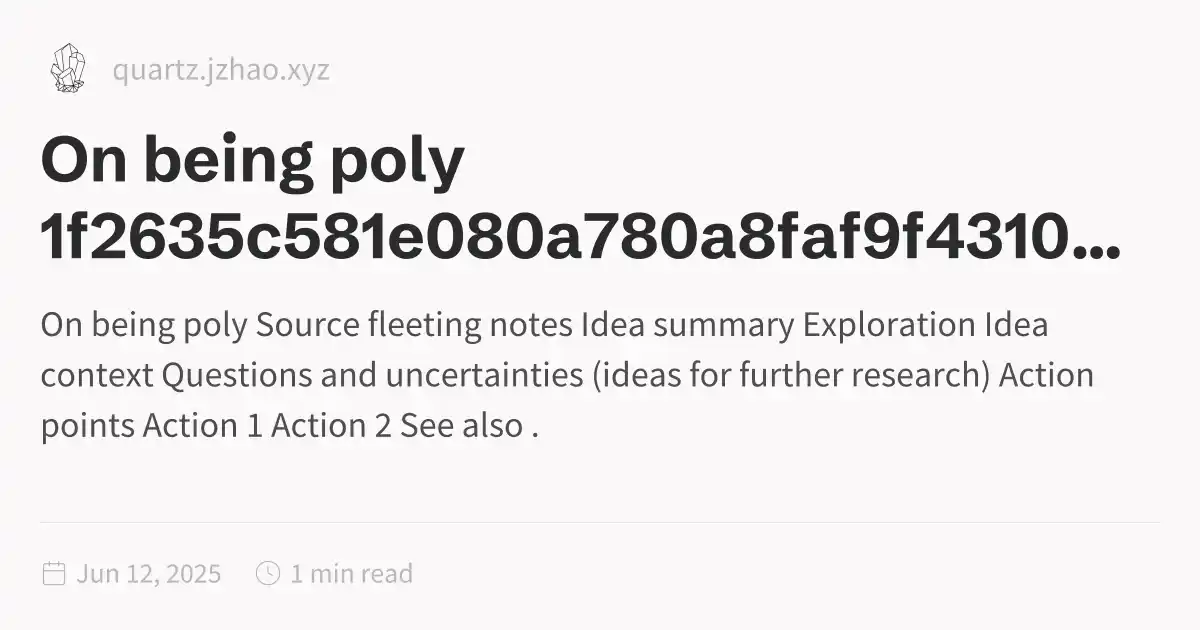 quartz.jzhao.xyz
On being poly
1f2635c581e080a780a8faf9f4310...
On being poly Source fleeting notes Idea summary Exploration Idea
context Questions and uncertainties (ideas for further research) Action
points Action 1 Action 2 See also .
Jun 12, 2025 1 min read